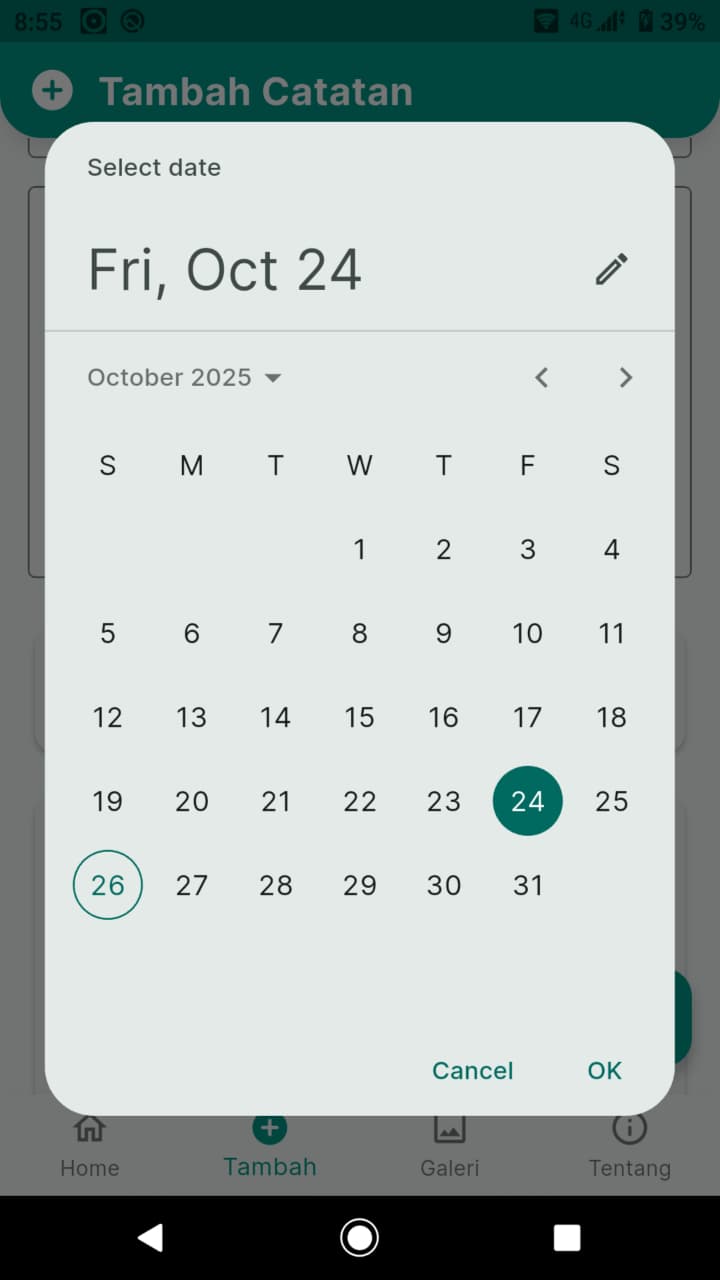 8:55 4G 39%
Tambah Catatan
Select date
Fri, Oct 24
October 2025
S M T W T F S
1 2 3 4
5 6 7 8 9 10 11
12 13 14 15 16 17 18
19 20 21 22 23 24 25
26 27 28 29 30 31
Cancel OK
Home Tambah Galeri Tentang